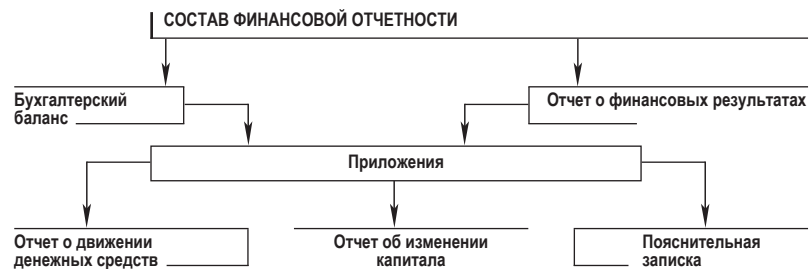 СОСТАВ ФИНАНСОВОЙ ОТЧЕТНОСТИ
Бухгалтерский
баланс
Отчет о финансовых результатах
Приложения
Отчет о движении
денежных средств
Отчет об изменении
капитала
Пояснительная
записка